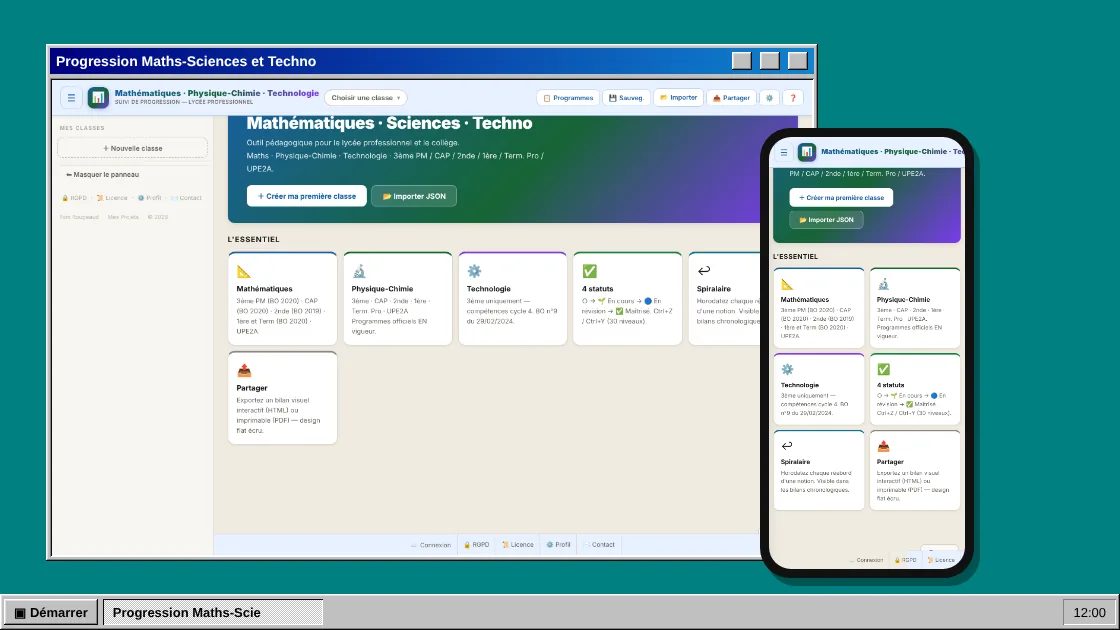 Progression Maths-Sciences et Techno
Mathématiques · Physique-Chimie · Technologie
SUIVI DE PROGRESSION — LYCÉE PROFESSIONNEL
Choisir une classe
Programmes
Sauveg.
Importer
Partager
MES CLASSES
+ Nouvelle classe
⬅ Masquer le panneau
RGPD · Licence · Profil · Contact
© 2026
Mathématiques · Sciences · Techno
Outil pédagogique pour le lycée professionnel et le collège.
Maths · Physique-Chimie · Technologie · 3ème PM / CAP / 2nde / 1ère / Term. Pro /
UPE2A.
+ Créer ma première classe
Importer JSON
L'ESSENTIEL
Mathématiques
3ème PM (BO 2020) · CAP
(BO 2020) · 2nde (BO 2019) ·
1ère et Term (BO 2020) ·
UPE2A.
Physique-Chimie
3ème · CAP · 2nde · 1ère ·
Term. Pro · UPE2A
Programmes officiels EN
vigueur.
Technologie
3ème uniquement —
compétences cycle 4. BO n°9
du 29/02/2024.
4 statuts
○ → En cours → En
révision → Maîtrisé. Ctrl+Z
/ Ctrl+Y (30 niveaux).
Spiralaire
Horodatez chaque ré
d'une notion. Visible
bilans chronologique
Partager
Exportez un bilan visuel
interactif (HTML) ou
imprimable (PDF) — design
flat écru.
Connexion
RGPD
Licence
Profil
Contact
Mathématiques · Physique-Chimie · Tec
PM / CAP / 2nde / 1ère / Term. Pro / UPE2A.
+ Créer ma première classe
Importer JSON
L'ESSENTIEL
Mathématiques
3ème PM (BO 2020) · CAP
(BO 2020) · 2nde (BO 2019)
· 1ère et Term (BO 2020) ·
UPE2A.
Physique-Chimie
3ème · CAP · 2nde · 1ère ·
Term. Pro · UPE2A
Programmes officiels EN
vigueur.
Technologie
3ème uniquement —
compétences cycle 4. BO
n°9 du 29/02/2024.
4 statuts
○ → En cours → En
révision → Maîtrisé.
Ctrl+Z / Ctrl+Y (30 niveaux).
Spiralaire
Horodatez chaque réabord
d'une notion. Visible dans
les bilans chronologiques.
Partager
Exportez un bilan visuel
interactif (HTML) ou
imprimable (PDF) — design
flat écru.
Connexion
RGPD
Licence
Démarrer
Progression Maths-Scie
12:00